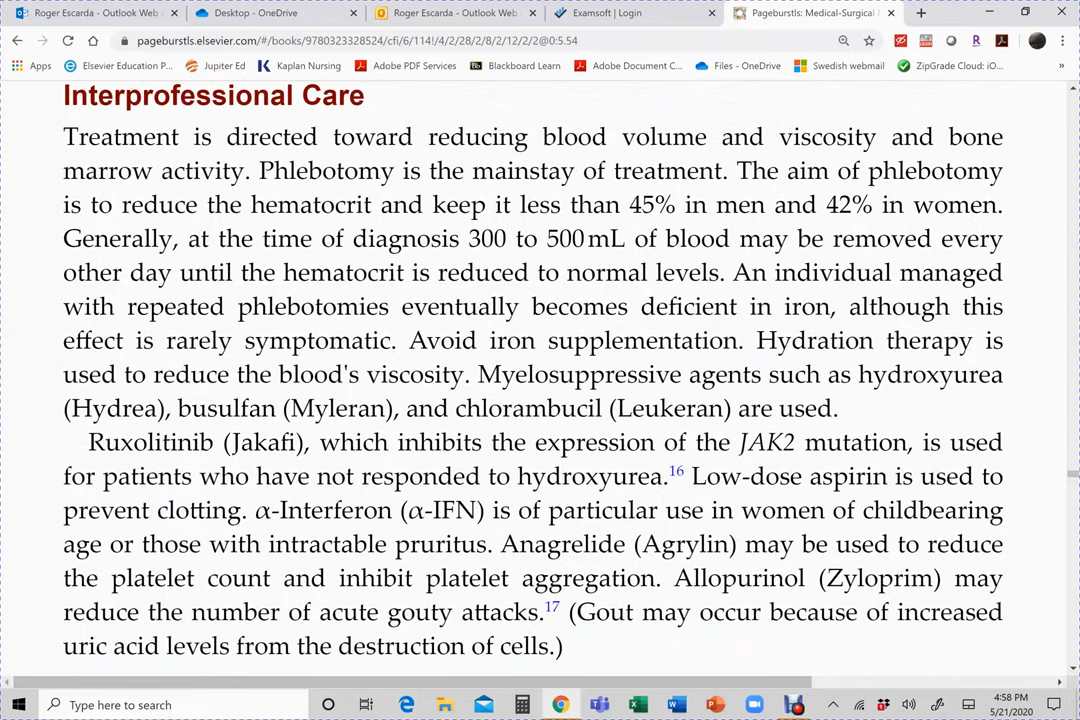 Roger Escarda - Outlook Web
Desktop - OneDrive
Roger Escarda - Outlook Web
Examsoft | Login
Pageburstls: Medical-Surgical
pageburstls.elsevier.com/#/books/9780323328524/cfi/6/114!/4/2/28/2/8/2/12/2/2@0:5.54
Apps
Elsevier Education P...
Jupiter Ed
Kaplan Nursing
Adobe PDF Services
Blackboard Learn
Adobe Document C...
Files - OneDrive
Swedish webmail
ZipGrade Cloud: iO...
Interprofessional Care
Treatment is directed toward reducing blood volume and viscosity and bone
marrow activity. Phlebotomy is the mainstay of treatment. The aim of phlebotomy
is to reduce the hematocrit and keep it less than 45% in men and 42% in women.
Generally, at the time of diagnosis 300 to 500 mL of blood may be removed every
other day until the hematocrit is reduced to normal levels. An individual managed
with repeated phlebotomies eventually becomes deficient in iron, although this
effect is rarely symptomatic. Avoid iron supplementation. Hydration therapy is
used to reduce the blood's viscosity. Myelosuppressive agents such as hydroxyurea
(Hydrea), busulfan (Myleran), and chlorambucil (Leukeran) are used.
Ruxolitinib (Jakafi), which inhibits the expression of the JAK2 mutation, is used
for patients who have not responded to hydroxyurea.16 Low-dose aspirin is used to
prevent clotting. α-Interferon (α-IFN) is of particular use in women of childbearing
age or those with intractable pruritus. Anagrelide (Agrylin) may be used to reduce
the platelet count and inhibit platelet aggregation. Allopurinol (Zyloprim) may
reduce the number of acute gouty attacks.17 (Gout may occur because of increased
uric acid levels from the destruction of cells.)
Type here to search
4:58 PM
5/21/2020